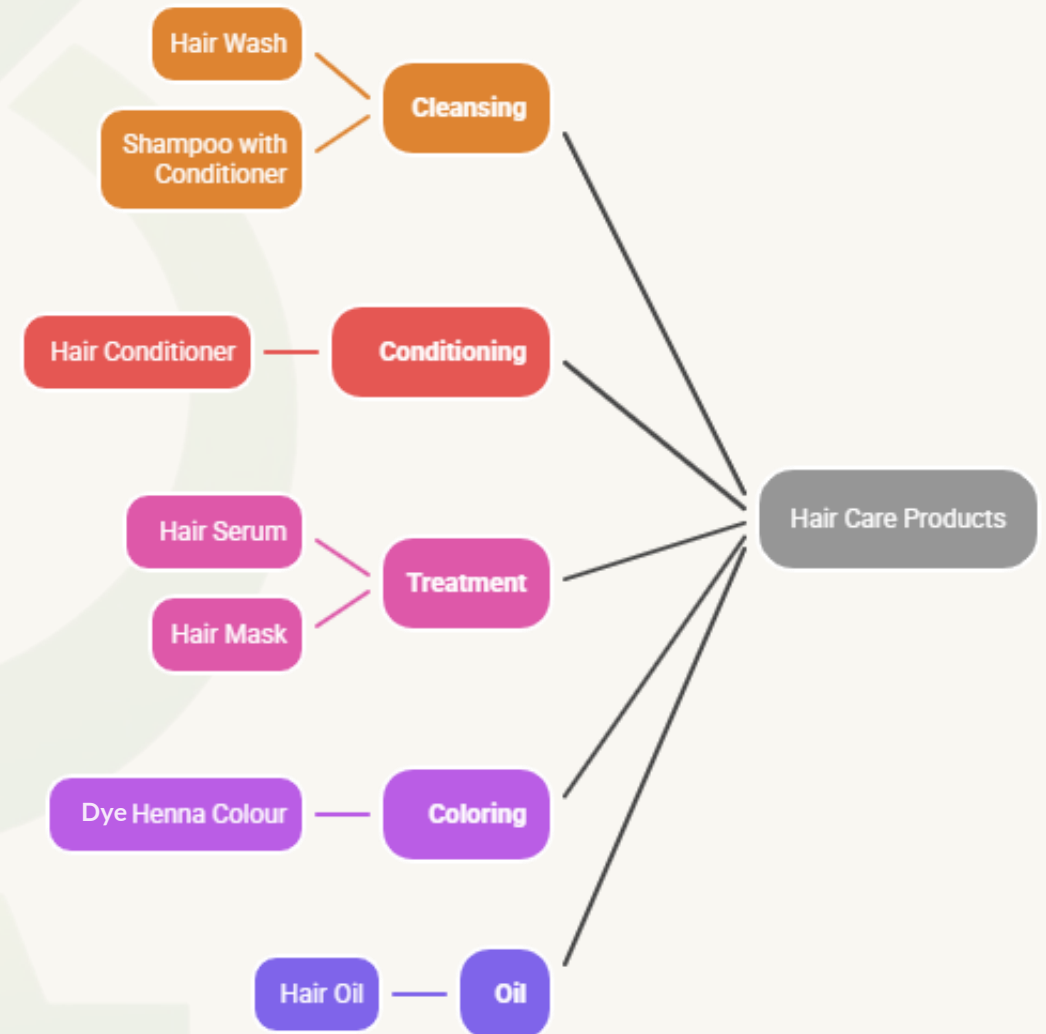 Hair Wash
Cleansing
Shampoo with
Conditioner
Hair Conditioner
Conditioning
Hair Serum
Treatment
Hair Mask
Hair Care Products
Dye Henna Colour
Coloring
Hair Oil
Oil